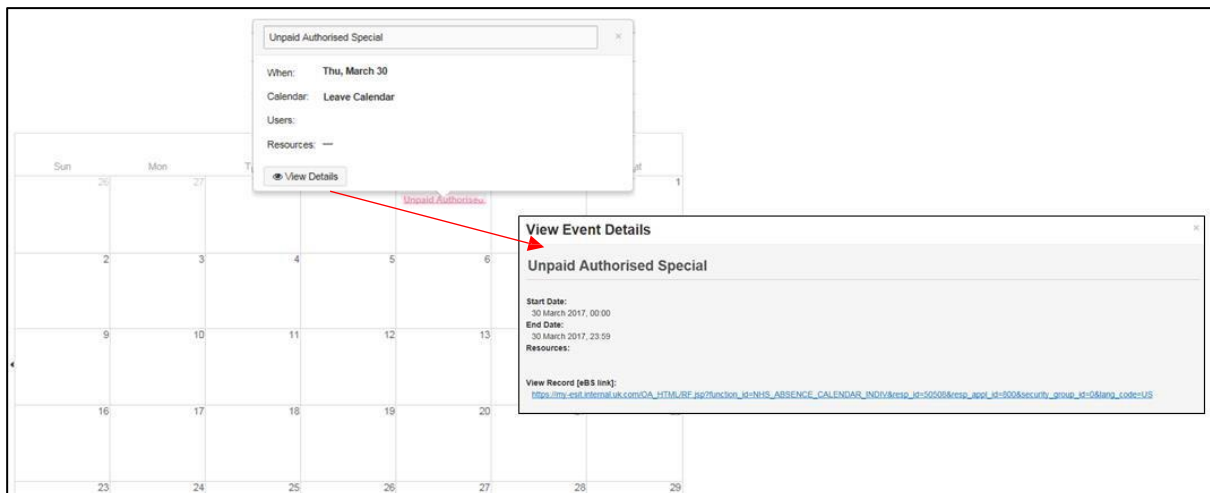 Unpaid Authorised Special ×
When: Thu, March 30
Calendar: Leave Calendar
Users:
Resources: —
View Details
Sun Mon
26 27 1
Unpaid Authorised
2 3 4 5 6
9 10 11 12 13
16 17 18 19 20
23 24 25 26 27 28 29
View Event Details ×
Unpaid Authorised Special
Start Date:
30 March 2017, 00:00
End Date:
30 March 2017, 23:59
Resources:
View Record [eBS link]:
https://my-esit.internal.uk.com/OA_HTML/RF.jsp?function_id=NHS_ABSENCE_CALENDAR_INDIV&resp_id=50508&resp_appl_id=800&security_group_id=0&lang_code=US